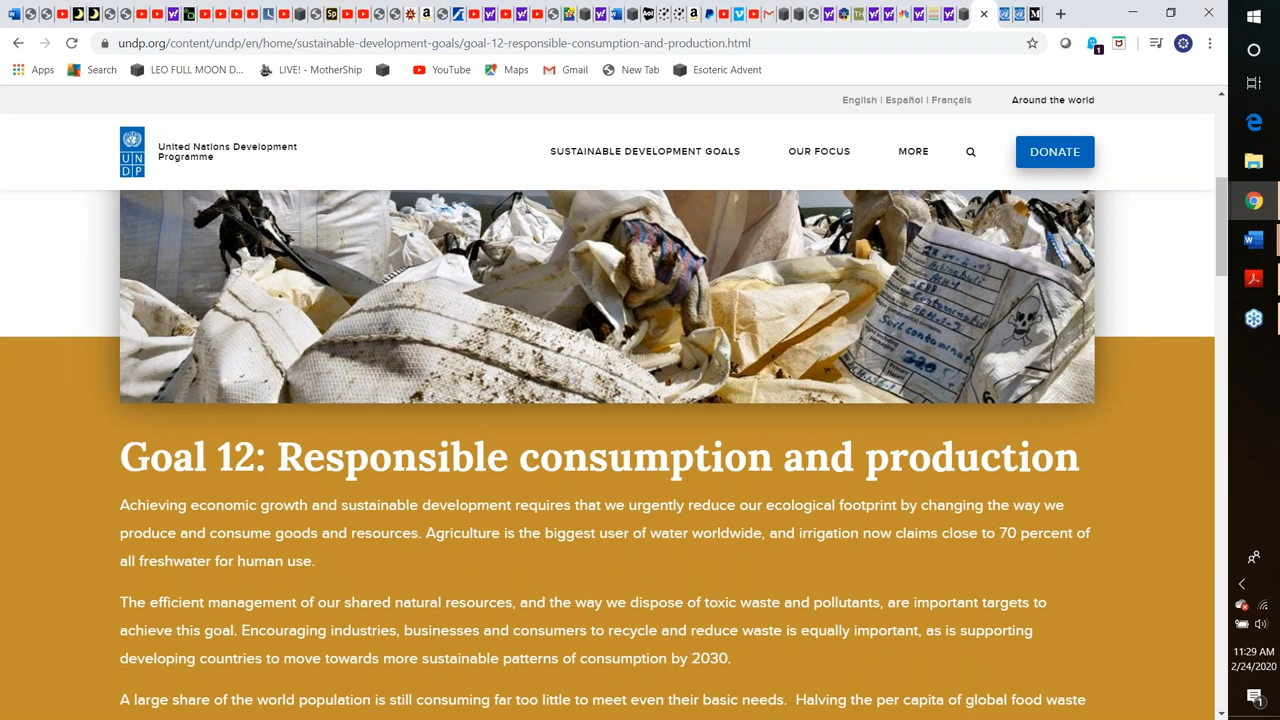 undp.org/content/undp/en/home/sustainable-development-goals/goal-12-responsible-consumption-and-production.html
Apps Search LEO FULL MOON D... LIVE! - MotherShip YouTube Maps Gmail New Tab Esoteric Advent
English | Español | Français Around the world
United Nations Development
Programme
UN
DP
SUSTAINABLE DEVELOPMENT GOALS OUR FOCUS MORE DONATE
Soil
220
Goal 12: Responsible consumption and production
Achieving economic growth and sustainable development requires that we urgently reduce our ecological footprint by changing the way we
produce and consume goods and resources. Agriculture is the biggest user of water worldwide, and irrigation now claims close to 70 percent of
all freshwater for human use.
The efficient management of our shared natural resources, and the way we dispose of toxic waste and pollutants, are important targets to
achieve this goal. Encouraging industries, businesses and consumers to recycle and reduce waste is equally important, as is supporting
developing countries to move towards more sustainable patterns of consumption by 2030.
A large share of the world population is still consuming far too little to meet even their basic needs. Halving the per capita of global food waste
11:29 AM
2/24/2020